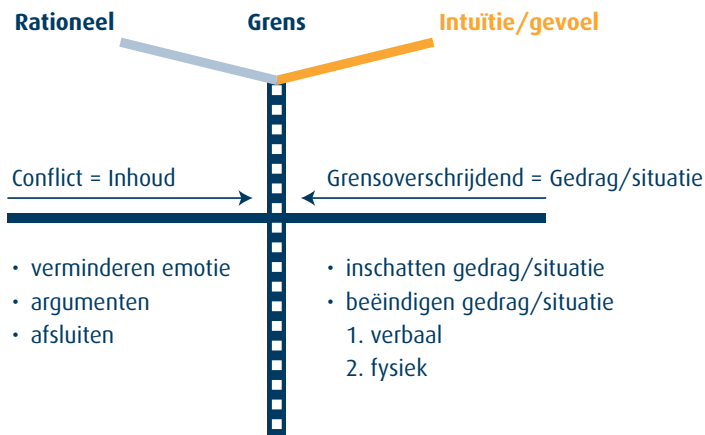 Rationeel Grens Intuïtie/gevoel
Conflict = Inhoud Grensoverschrijdend = Gedrag/situatie
• verminderen emotie
• argumenten
• afsluiten
• inschatten gedrag/situatie
• beëindigen gedrag/situatie
1. verbaal
2. fysiek